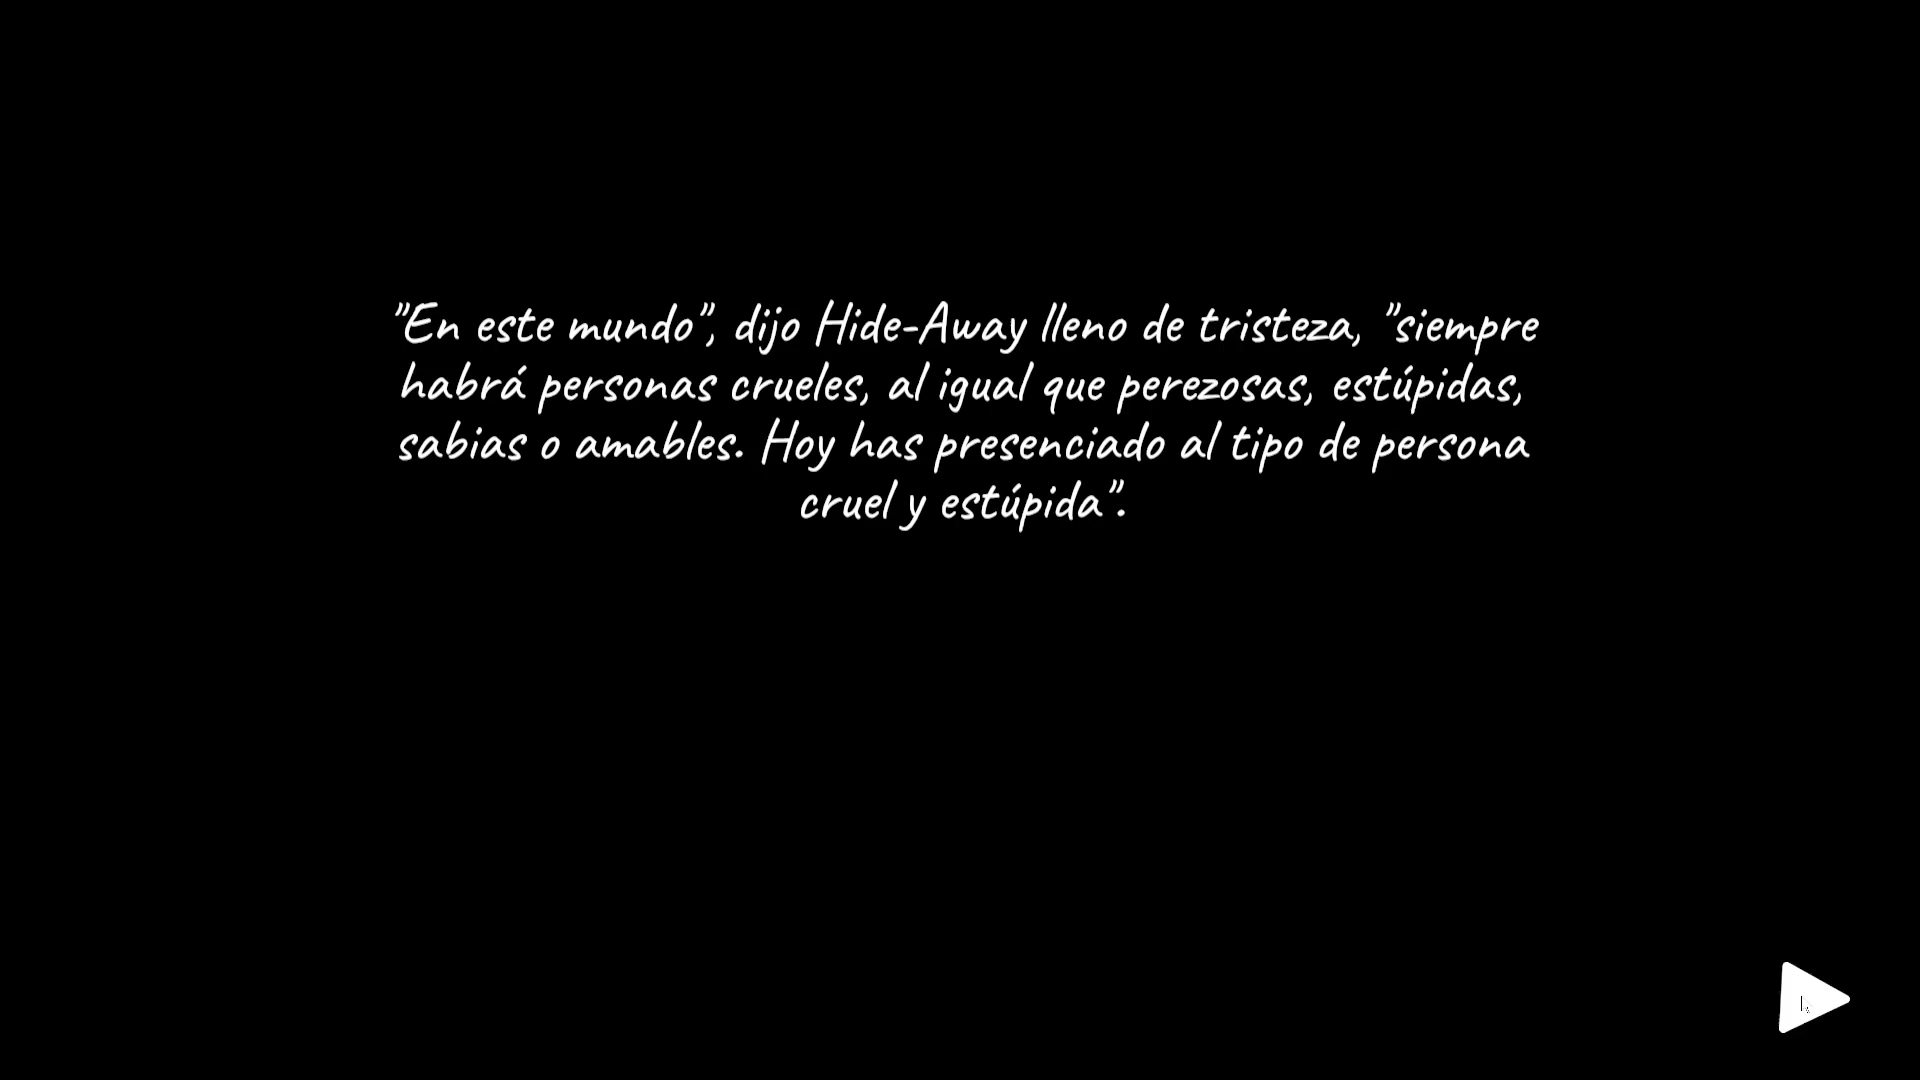 "En este mundo", dijo Hide-Away lleno de tristeza, "siempre
habrá personas crueles, al igual que perezosas, estúpidas,
sabias o amables. Hoy has presenciado al tipo de persona
cruel y estúpida".